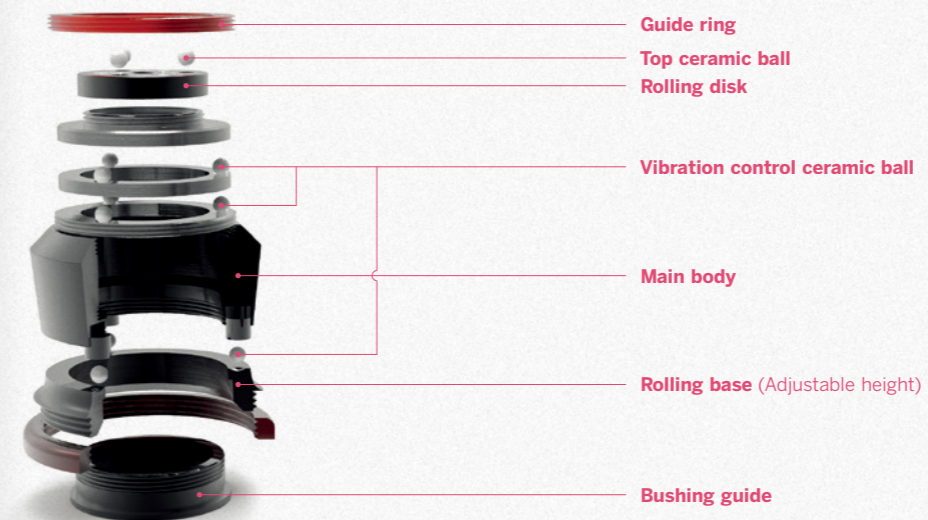 Guide ring
Top ceramic ball
Rolling disk
Vibration control ceramic ball
Main body
Rolling base (Adjustable height)
Bushing guide